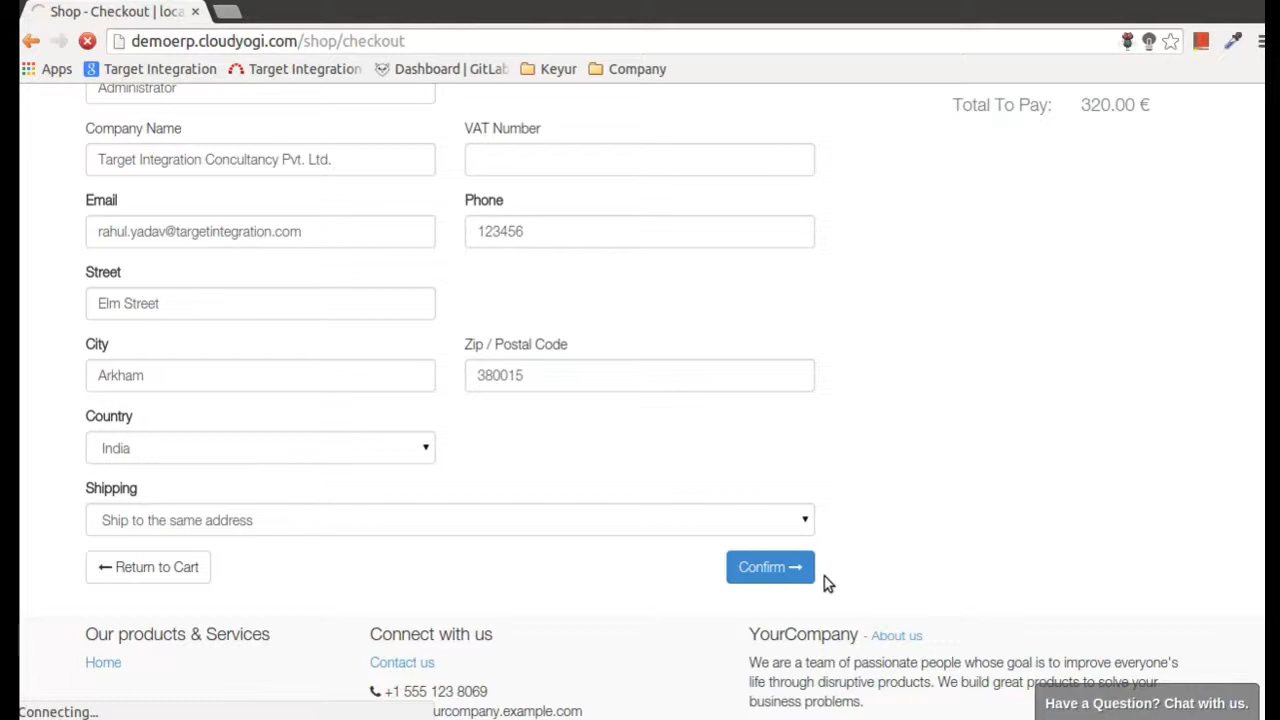 Shop - Checkout | loca ×
demoerp.cloudyogi.com/shop/checkout
Apps Target Integration Target Integration Dashboard | GitLab Keyur Company
Administrator
Total To Pay: 320.00 €
Company Name VAT Number
Target Integration Concultancy Pvt. Ltd.
Email Phone
rahul.yadav@targetintegration.com 123456
Street
Elm Street
City Zip / Postal Code
Arkham 380015
Country
India
Shipping
Ship to the same address
Return to Cart Confirm
Our products & Services Connect with us YourCompany - About us
Home Contact us We are a team of passionate people whose goal is to improve everyone's
life through disruptive products. We build great products to solve your
business problems.
+1 555 123 8069
urcompany.example.com
Connecting...
Have a Question? Chat with us.